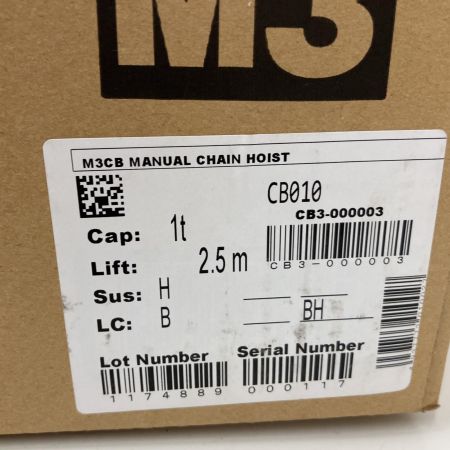 M3
M3CB MANUAL CHAIN HOIST
CB010
Cap: 1t
CB3-000003
Lift: 2.5 m
CB3-000003
Sus: H
LC: B BH
Lot Number Serial Number
1174889 000117